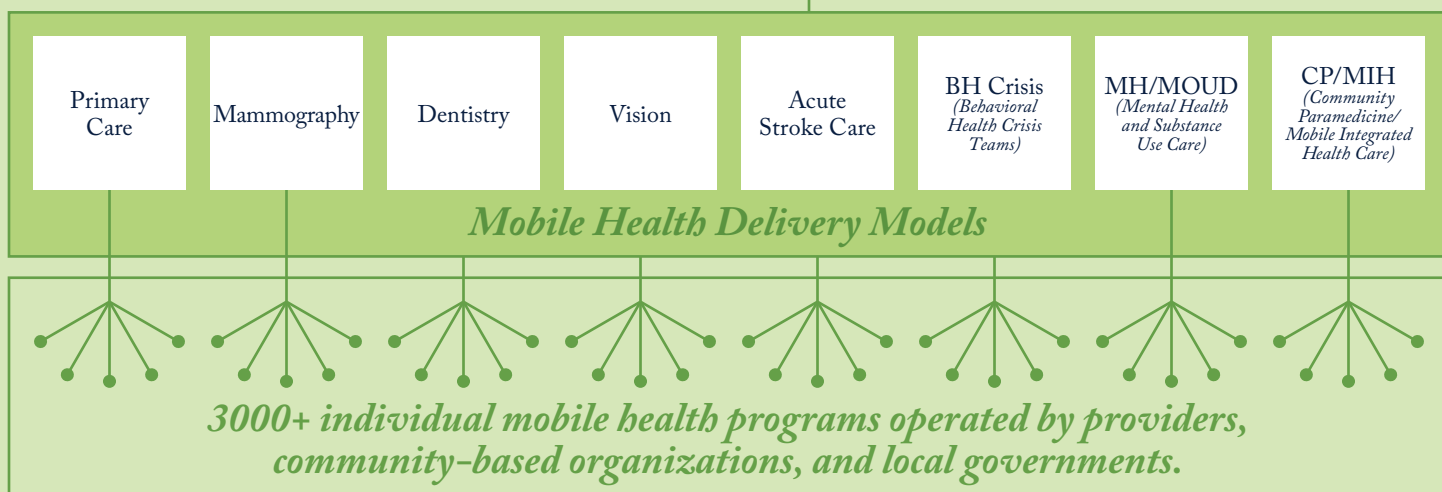 Primary
Care
Mammography
Dentistry
Vision
Acute
Stroke Care
BH Crisis
(Behavioral
Health Crisis
Teams)
MH/MOUD
(Mental Health
and Substance
Use Care)
CP/MIH
(Community
Paramedicine/
Mobile Integrated
Health Care)
Mobile Health Delivery Models
3000+ individual mobile health programs operated by providers,
community-based organizations, and local governments.